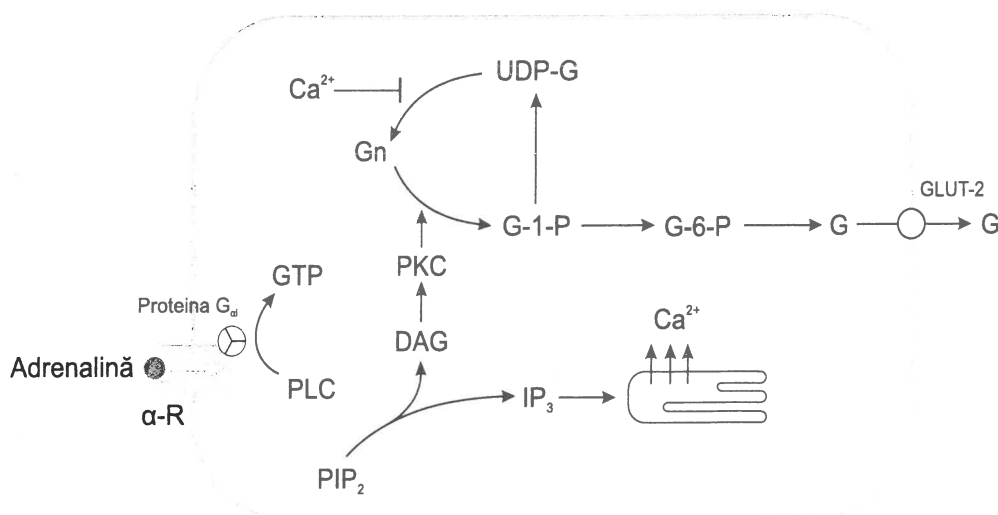 UDP-G
Ca²⁺
Gn
GLUT-2
G-1-P
G-6-P
G
G
PKC
GTP
Proteina Gαl
Ca²⁺
DAG
Adrenalină
PLC
IP₃
α-R
PIP₂